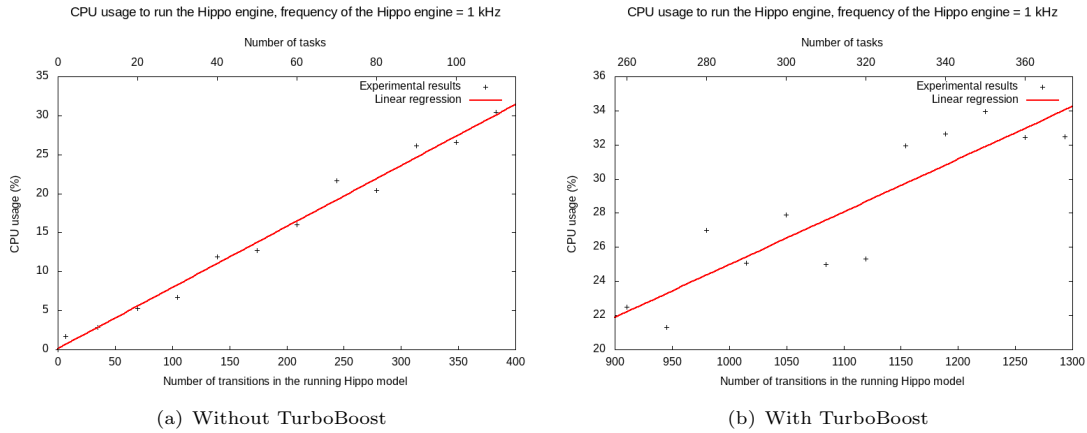 CPU usage to run the Hippo engine, frequency of the Hippo engine = 1 kHz
Number of tasks
0 20 40 60 80 100
Experimental results
Linear regression
35
30
25
20
15
10
5
0
CPU usage (%)
0 50 100 150 200 250 300 350 400
Number of transitions in the running Hippo model
(a) Without TurboBoost
CPU usage to run the Hippo engine, frequency of the Hippo engine = 1 kHz
Number of tasks
260 280 300 320 340 360
Experimental results
Linear regression
36
34
32
30
28
26
24
22
20
CPU usage (%)
900 950 1000 1050 1100 1150 1200 1250 1300
Number of transitions in the running Hippo model
(b) With TurboBoost